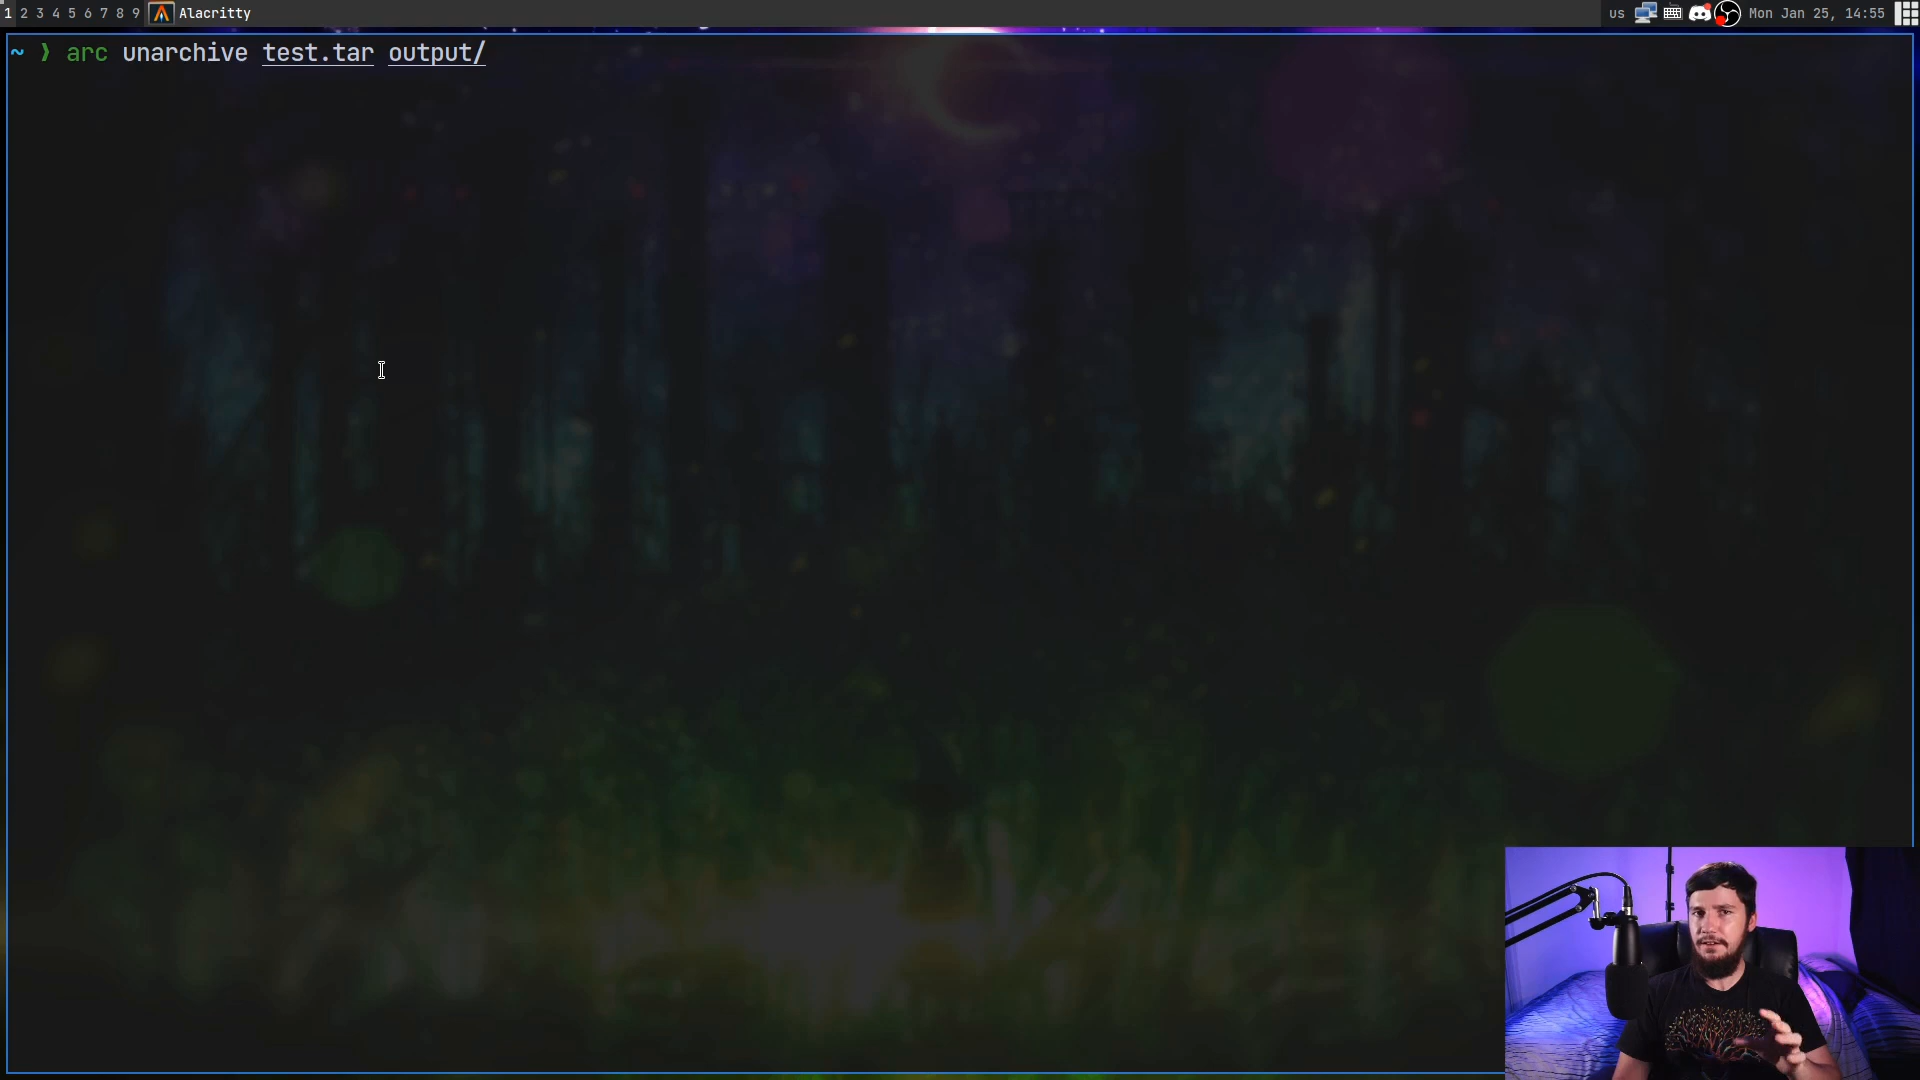 1 2 3 4 5 6 7 8 9 Alacritty us Mon Jan 25, 14:55
~ ❯ arc unarchive test.tar output/